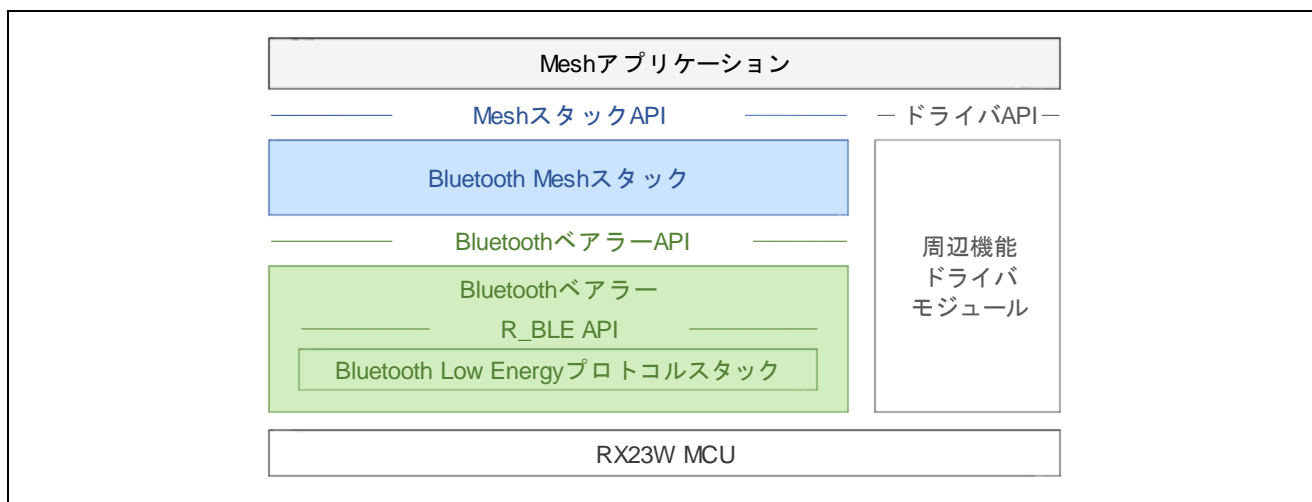 Meshアプリケーション
MeshスタックAPI
ドライバAPI
Bluetooth Meshスタック
BluetoothベアラーAPI
Bluetoothベアラー
R_BLE API
Bluetooth Low Energyプロトコルスタック
周辺機能
ドライバ
モジュール
RX23W MCU